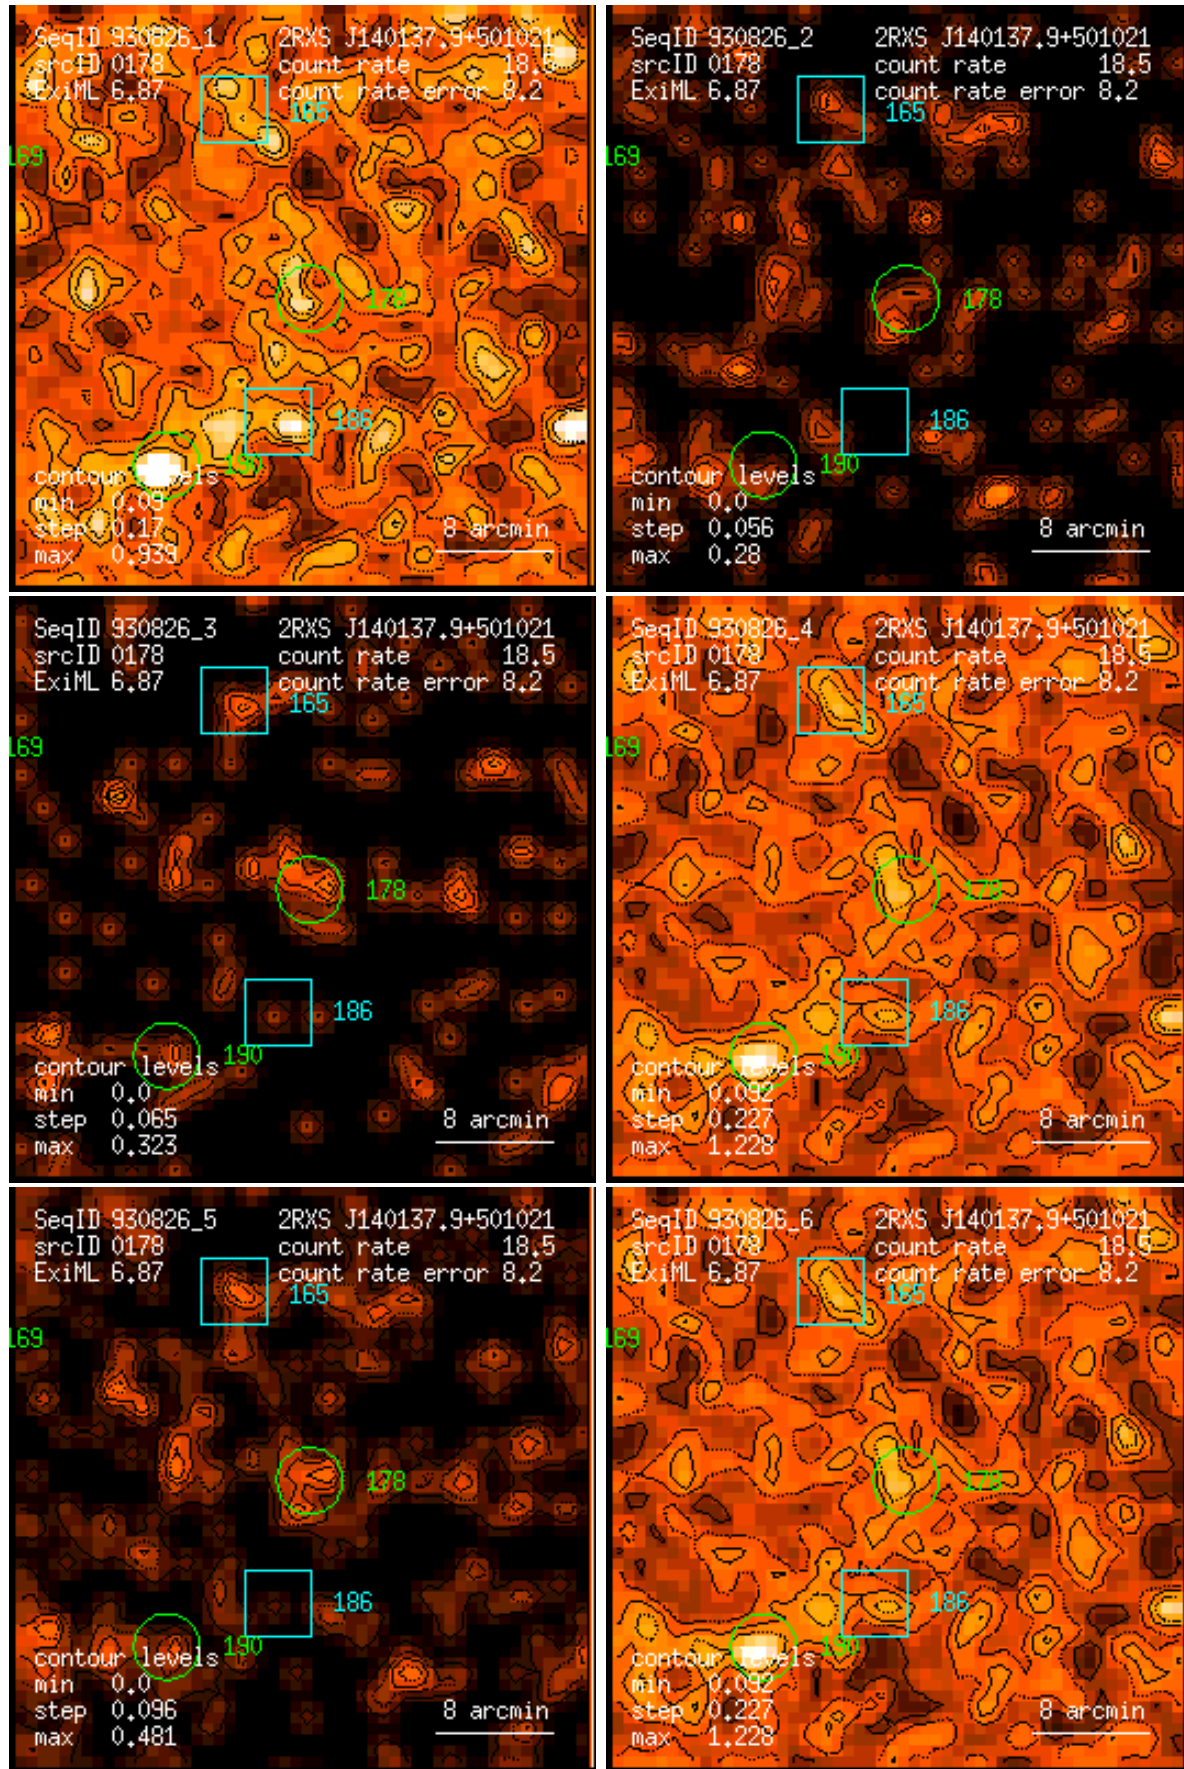 SeqID 930826_1 2RXS J140137.9+501021
srcID 0178 count rate 18.5
ExiML 6.87 count rate error 8.2
165
169
178
186
190
contour levels
min 0.09
step 0.17
max 0.939
8 arcmin
SeqID 930826_2 2RXS J140137.9+501021
srcID 0178 count rate 18.5
ExiML 6.87 count rate error 8.2
165
169
178
186
190
contour levels
min 0.0
step 0.056
max 0.28
8 arcmin
SeqID 930826_3 2RXS J140137.9+501021
srcID 0178 count rate 18.5
ExiML 6.87 count rate error 8.2
165
169
178
186
190
contour levels
min 0.0
step 0.065
max 0.323
8 arcmin
SeqID 930826_4 2RXS J140137.9+501021
srcID 0178 count rate 18.5
ExiML 6.87 count rate error 8.2
165
169
178
186
190
contour levels
min 0.092
step 0.227
max 1.228
8 arcmin
SeqID 930826_5 2RXS J140137.9+501021
srcID 0178 count rate 18.5
ExiML 6.87 count rate error 8.2
165
169
178
186
190
contour levels
min 0.0
step 0.096
max 0.481
8 arcmin
SeqID 930826_6 2RXS J140137.9+501021
srcID 0178 count rate 18.5
ExiML 6.87 count rate error 8.2
165
169
178
186
190
contour levels
min 0.092
step 0.227
max 1.228
8 arcmin